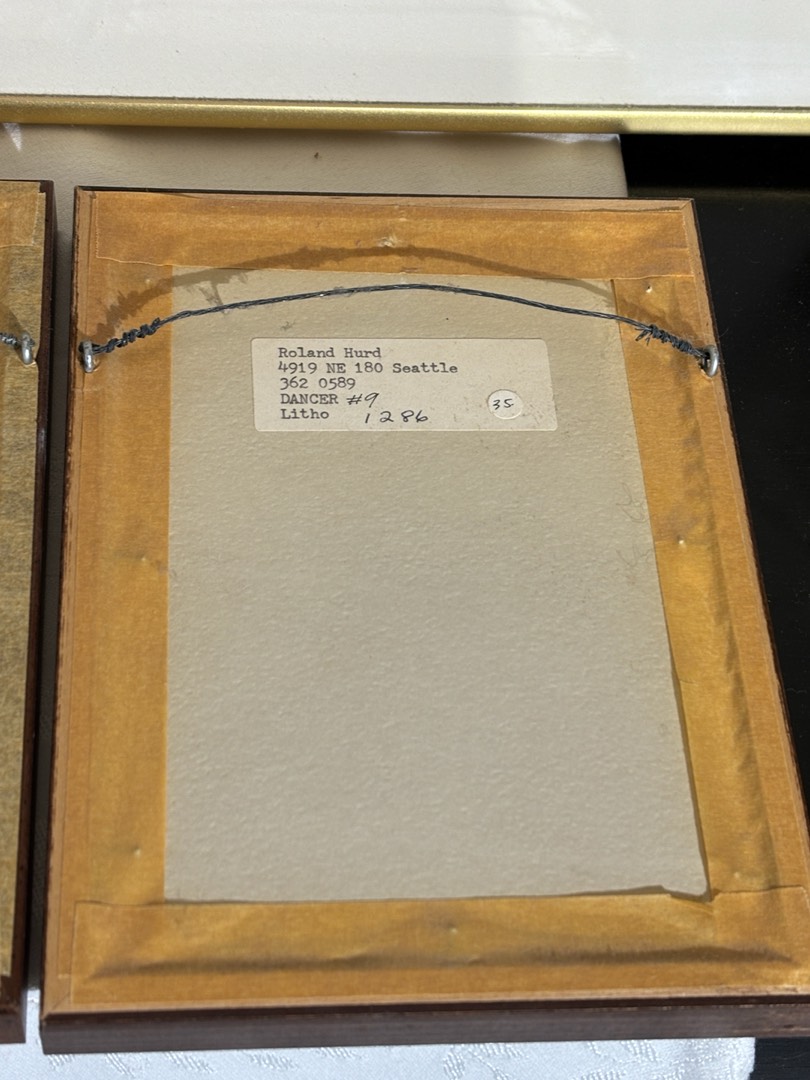 Roland Hurd
4919 NE 180 Seattle
362 0589
DANCER #9
Litho 1286
35